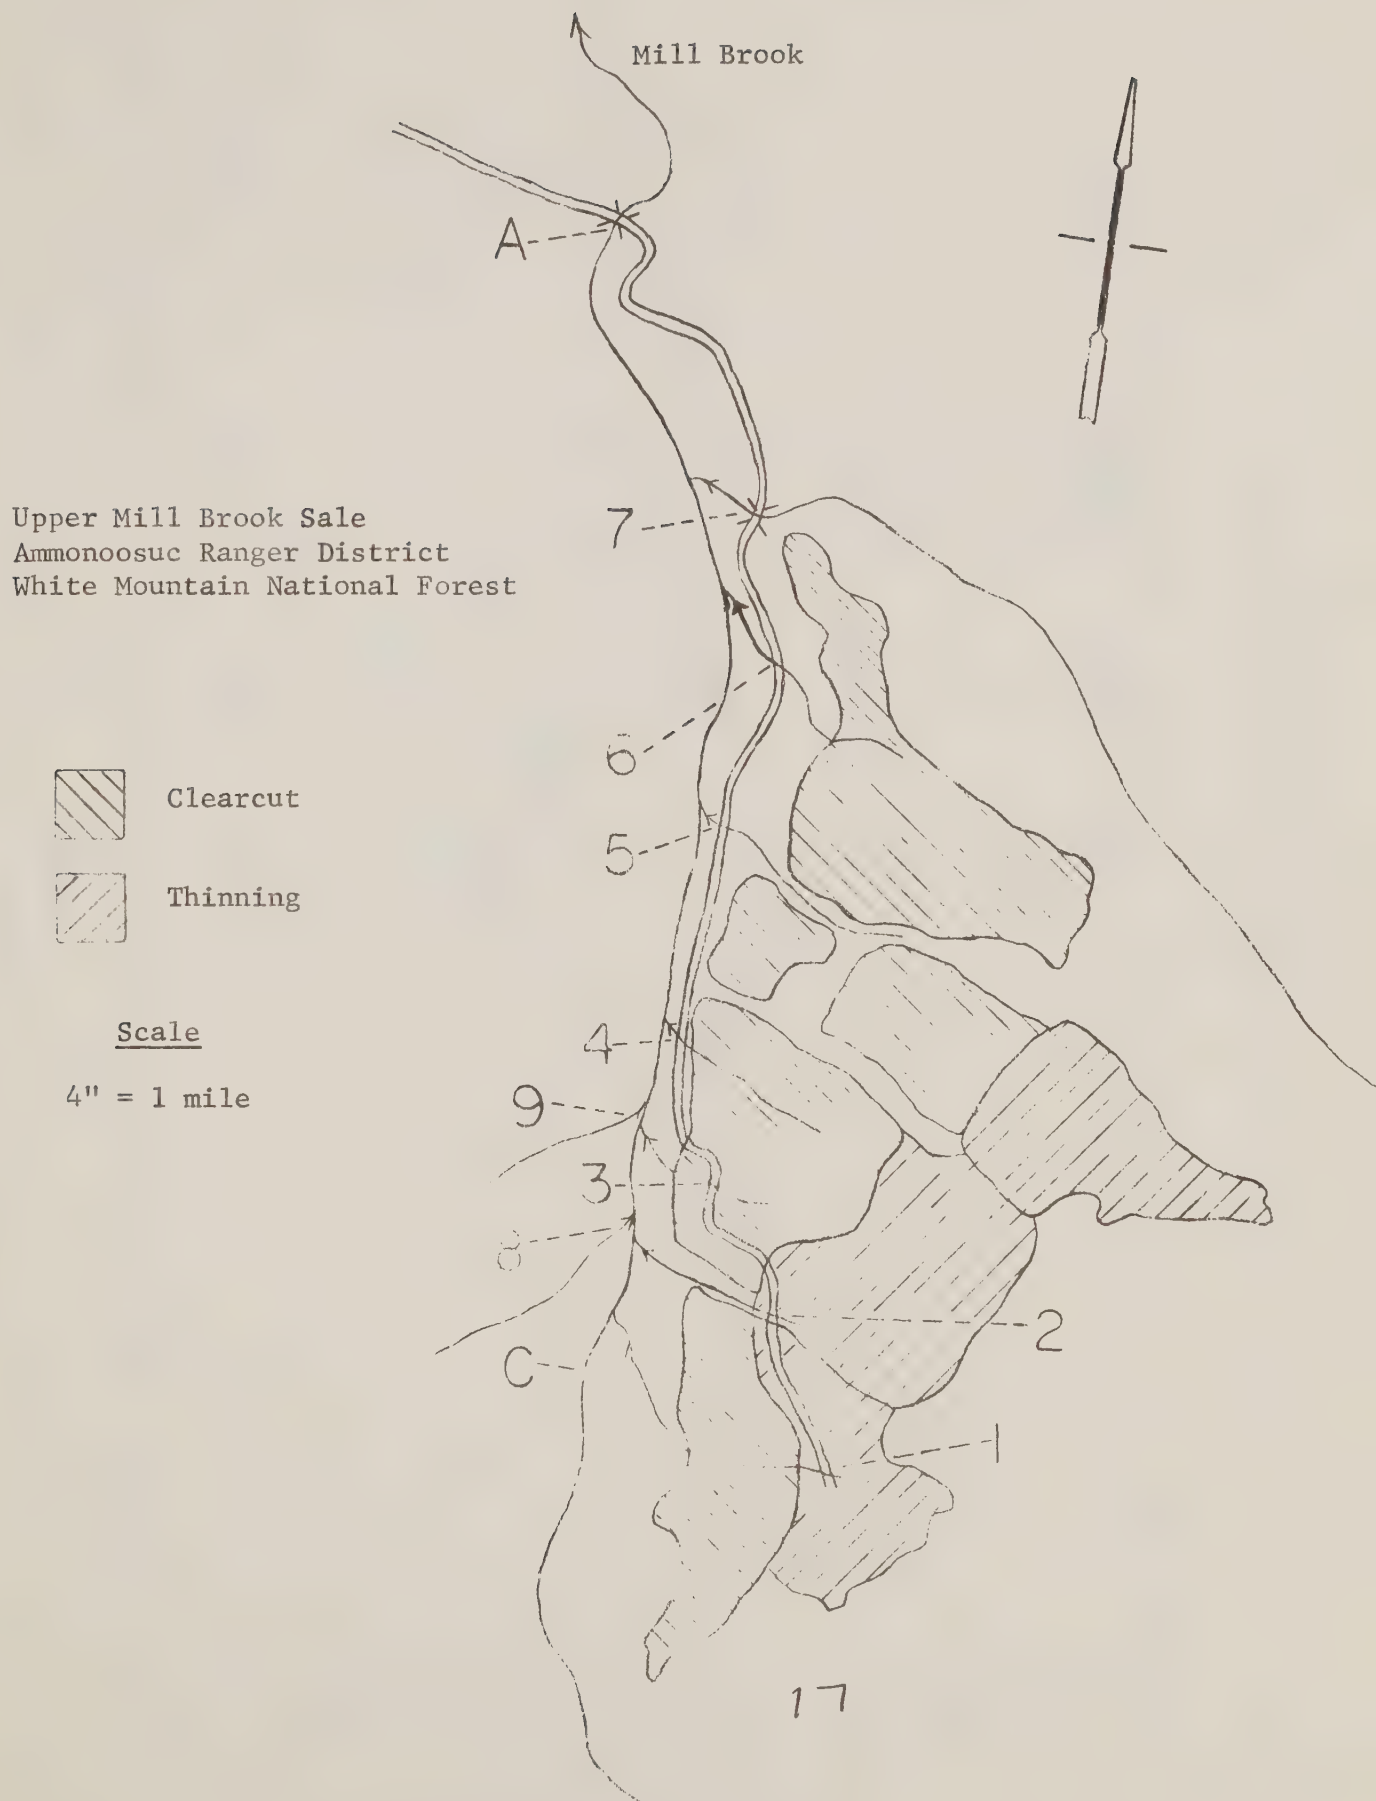 Mill Brook
A
Upper Mill Brook Sale
Ammonoosuc Ranger District
White Mountain National Forest
7
6
Clearcut
5
Thinning
Scale
4
4" = 1 mile
9
3
8
2
C
1
17